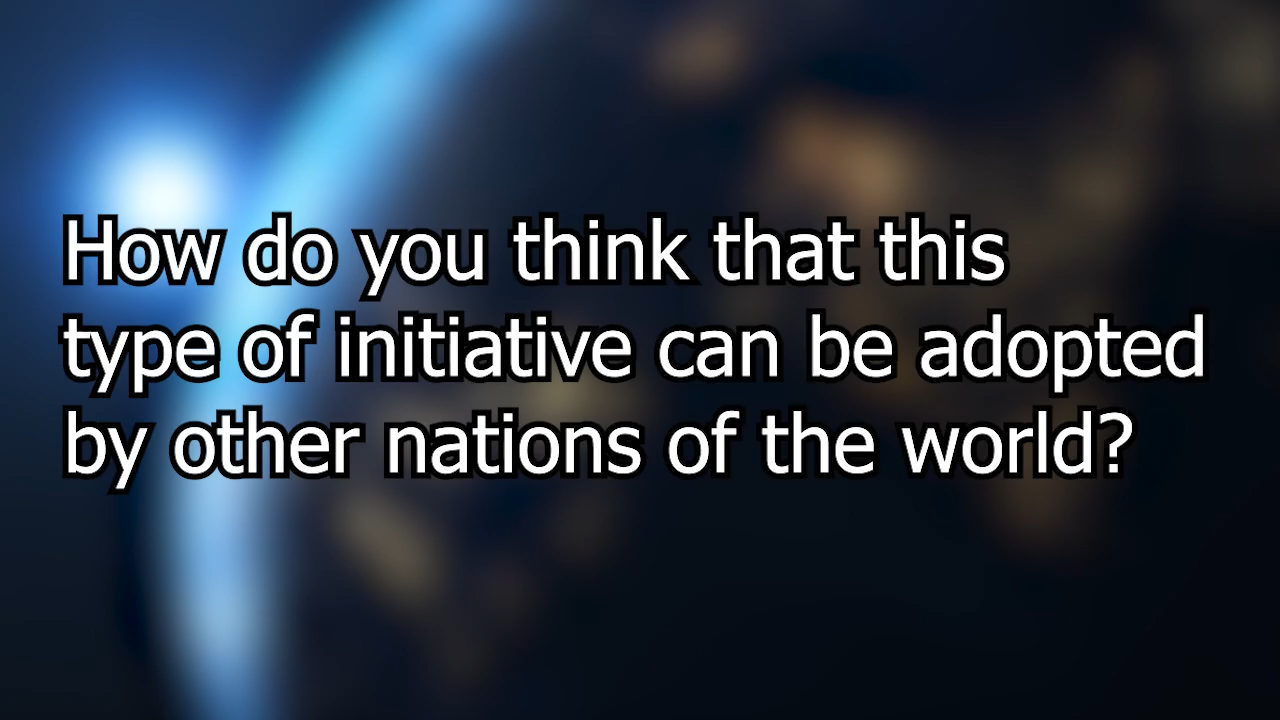 How do you think that this
type of initiative can be adopted
by other nations of the world?